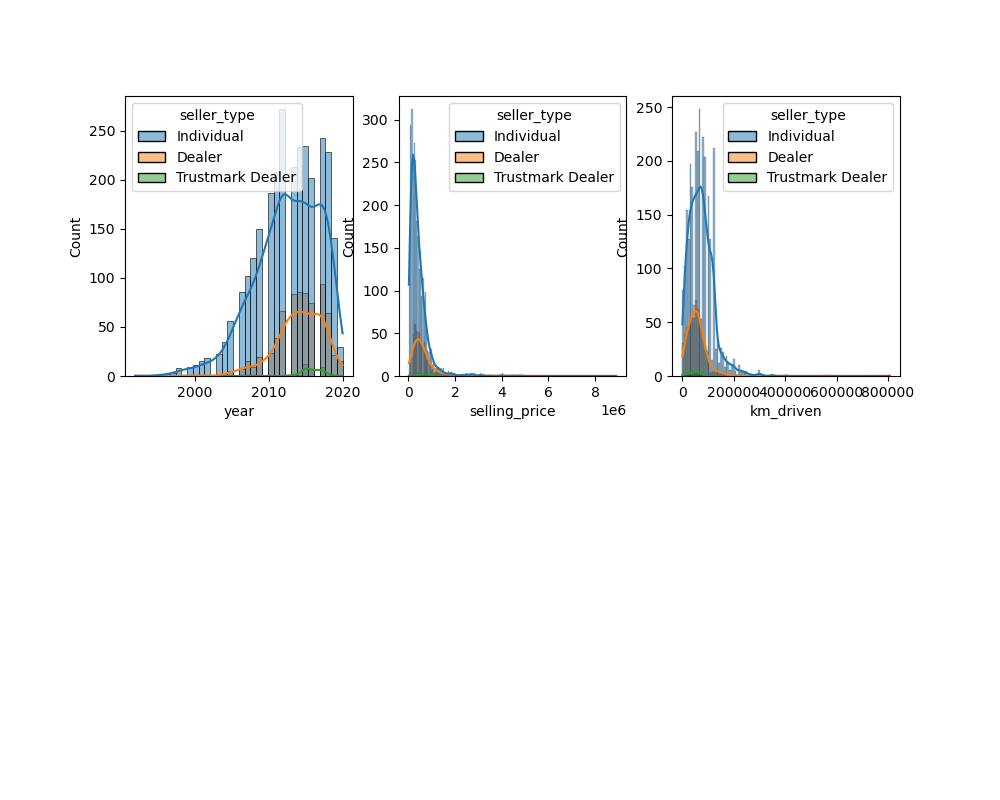 seller_type
Individual
Dealer
Trustmark Dealer
Count
0
50
100
150
200
250
2000
2010
2020
year
seller_type
Individual
Dealer
Trustmark Dealer
Count
0
50
100
150
200
250
300
0
2
4
6
8
1e6
selling_price
seller_type
Individual
Dealer
Trustmark Dealer
Count
0
50
100
150
200
250
0
200000
400000
600000
800000
km_driven